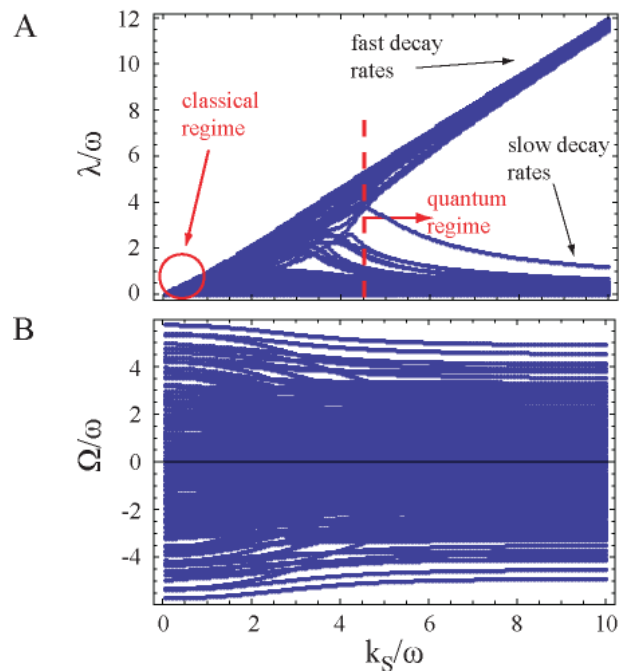 A
12
10
8
6
4
2
0
λ/ω
classical
regime
fast decay
rates
slow decay
rates
quantum
regime
B
4
2
0
-2
-4
Ω/ω
0 2 4 6 8 10
k_S/ω